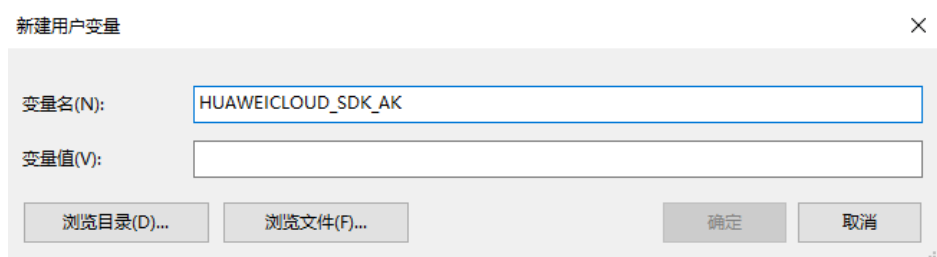 新建用户变量
变量名(N): HUAWEICLOUD_SDK_AK
变量值(V):
浏览目录(D)... 浏览文件(F)... 确定 取消